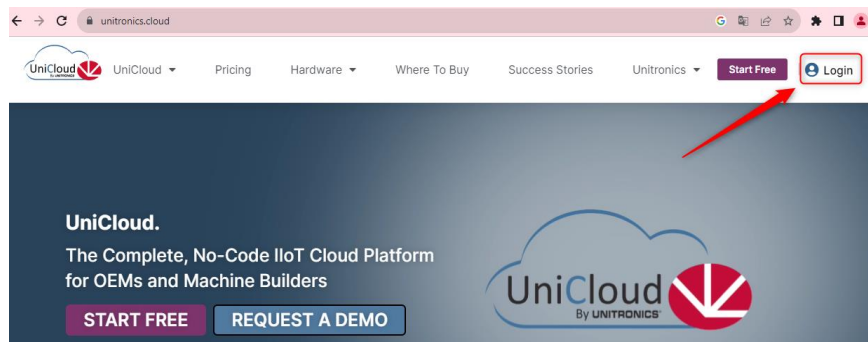 unitronics.cloud
UniCloud
By UNITRONICS
UniCloud
Pricing
Hardware
Where To Buy
Success Stories
Unitronics
Start Free
Login
UniCloud.
The Complete, No-Code IIoT Cloud Platform
for OEMs and Machine Builders
START FREE
REQUEST A DEMO
UniCloud
By UNITRONICS